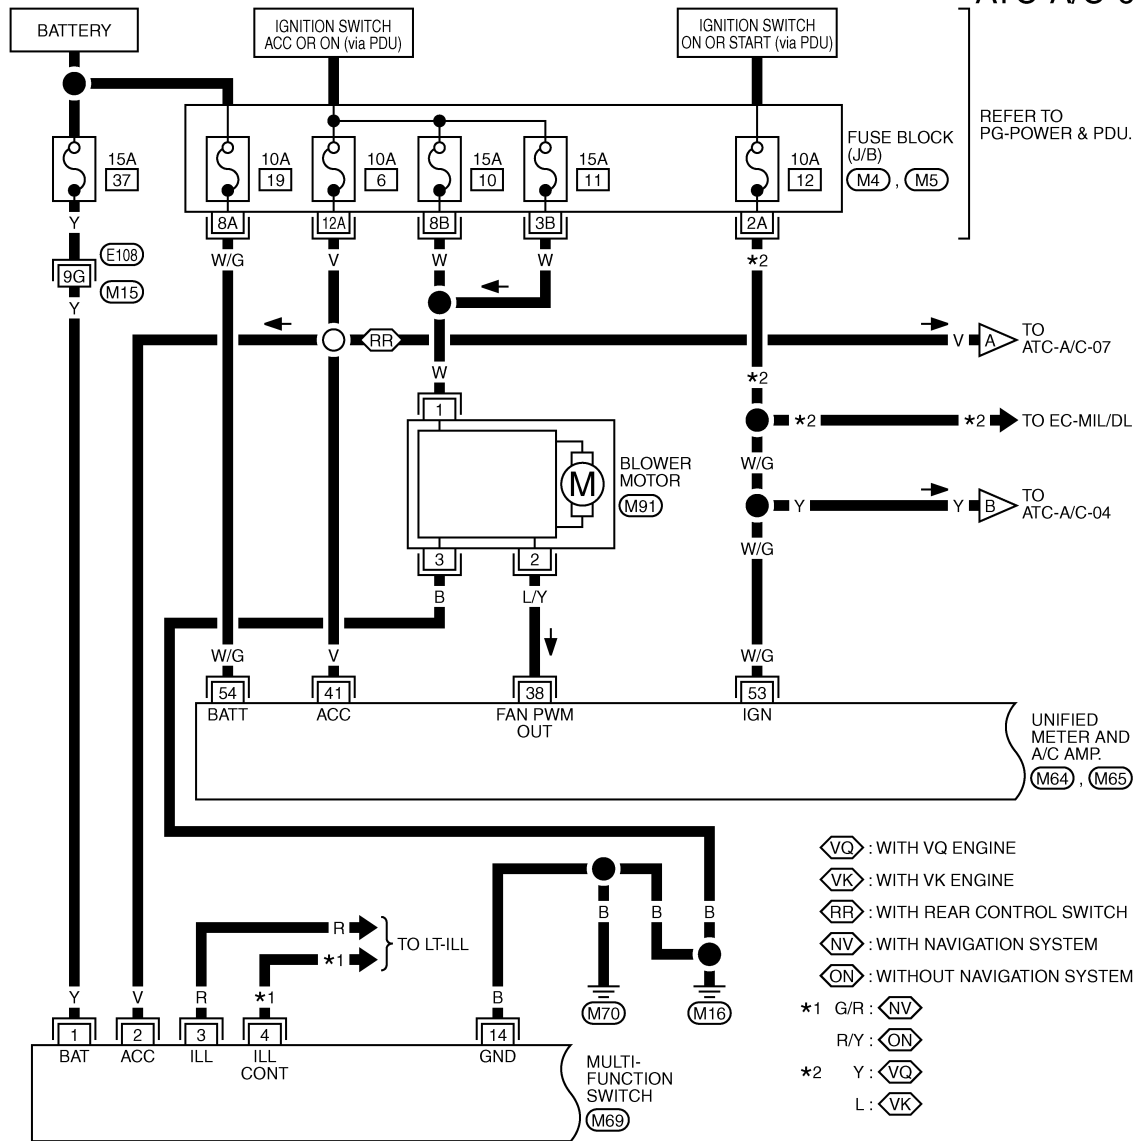 BATTERY
IGNITION SWITCH
ACC OR ON (via PDU)
IGNITION SWITCH
ON OR START (via PDU)
REFER TO
PG-POWER & PDU.
FUSE BLOCK
(J/B)
M4 , M5
15A
37
10A
19
10A
6
15A
10
15A
11
10A
12
8A
12A
8B
3B
2A
Y
W/G
V
W
W
*2
E108
9G
M15
Y
RR
V
A
TO
ATC-A/C-07
W
*2
1
*2
*2
TO EC-MIL/DL
W/G
BLOWER
MOTOR
M91
M
Y
Y
B
TO
ATC-A/C-04
W/G
3
2
B
L/Y
W/G
V
W/G
54
41
38
53
BATT
ACC
FAN PWM
OUT
IGN
UNIFIED
METER AND
A/C AMP.
M64 , M65
VQ : WITH VQ ENGINE
VK : WITH VK ENGINE
RR : WITH REAR CONTROL SWITCH
NV : WITH NAVIGATION SYSTEM
ON : WITHOUT NAVIGATION SYSTEM
*1 G/R : NV
R/Y : ON
*2 Y : VQ
L : VK
B
B
B
R
*1
TO LT-ILL
Y
V
R
*1
B
M70
M16
1
2
3
4
14
BAT
ACC
ILL
ILL
CONT
GND
MULTI-
FUNCTION
SWITCH
M69